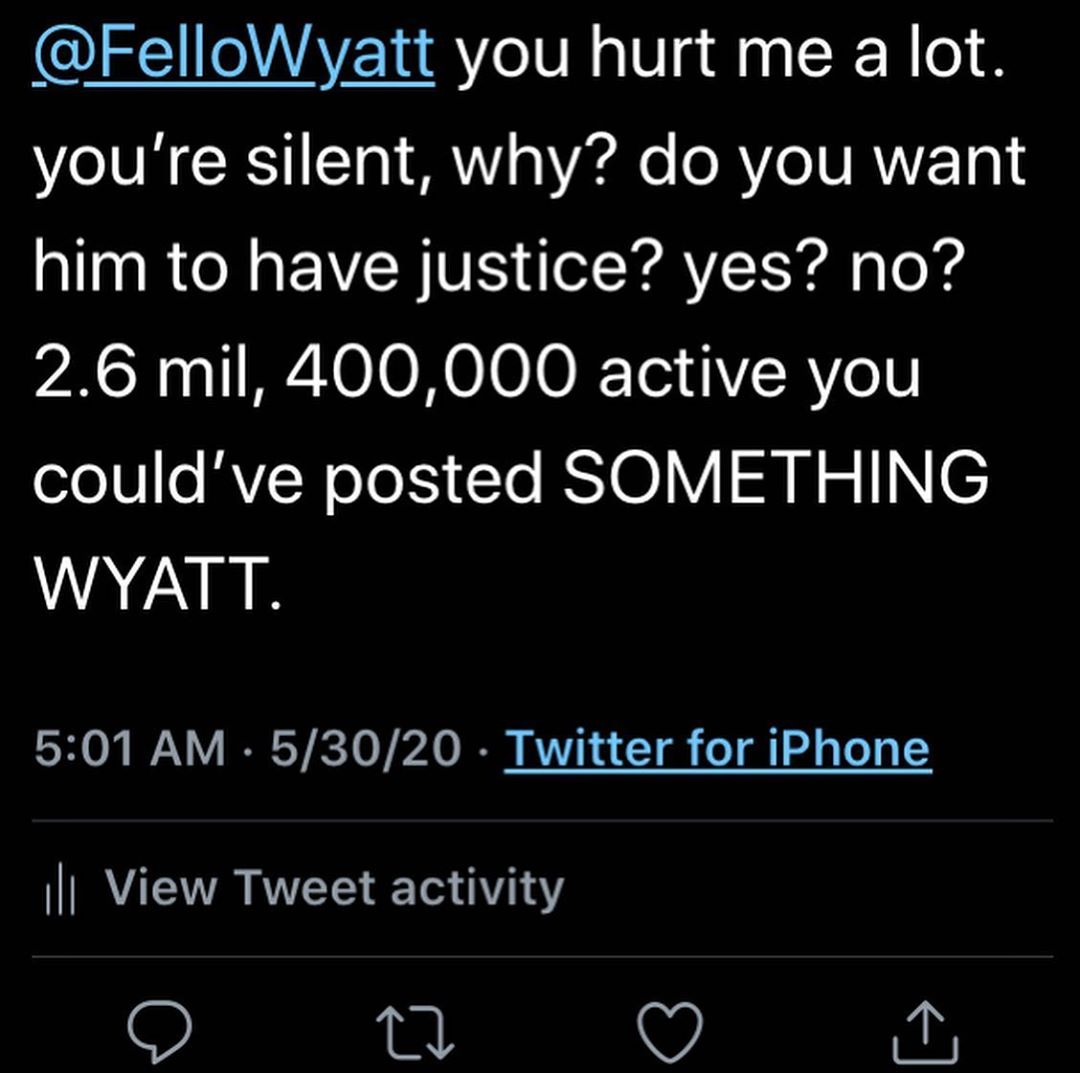 @FelloWyatt you hurt me a lot.
you’re silent, why? do you want
him to have justice? yes? no?
2.6 mil, 400,000 active you
could’ve posted SOMETHING
WYATT.
5:01 AM · 5/30/20 · Twitter for iPhone
View Tweet activity